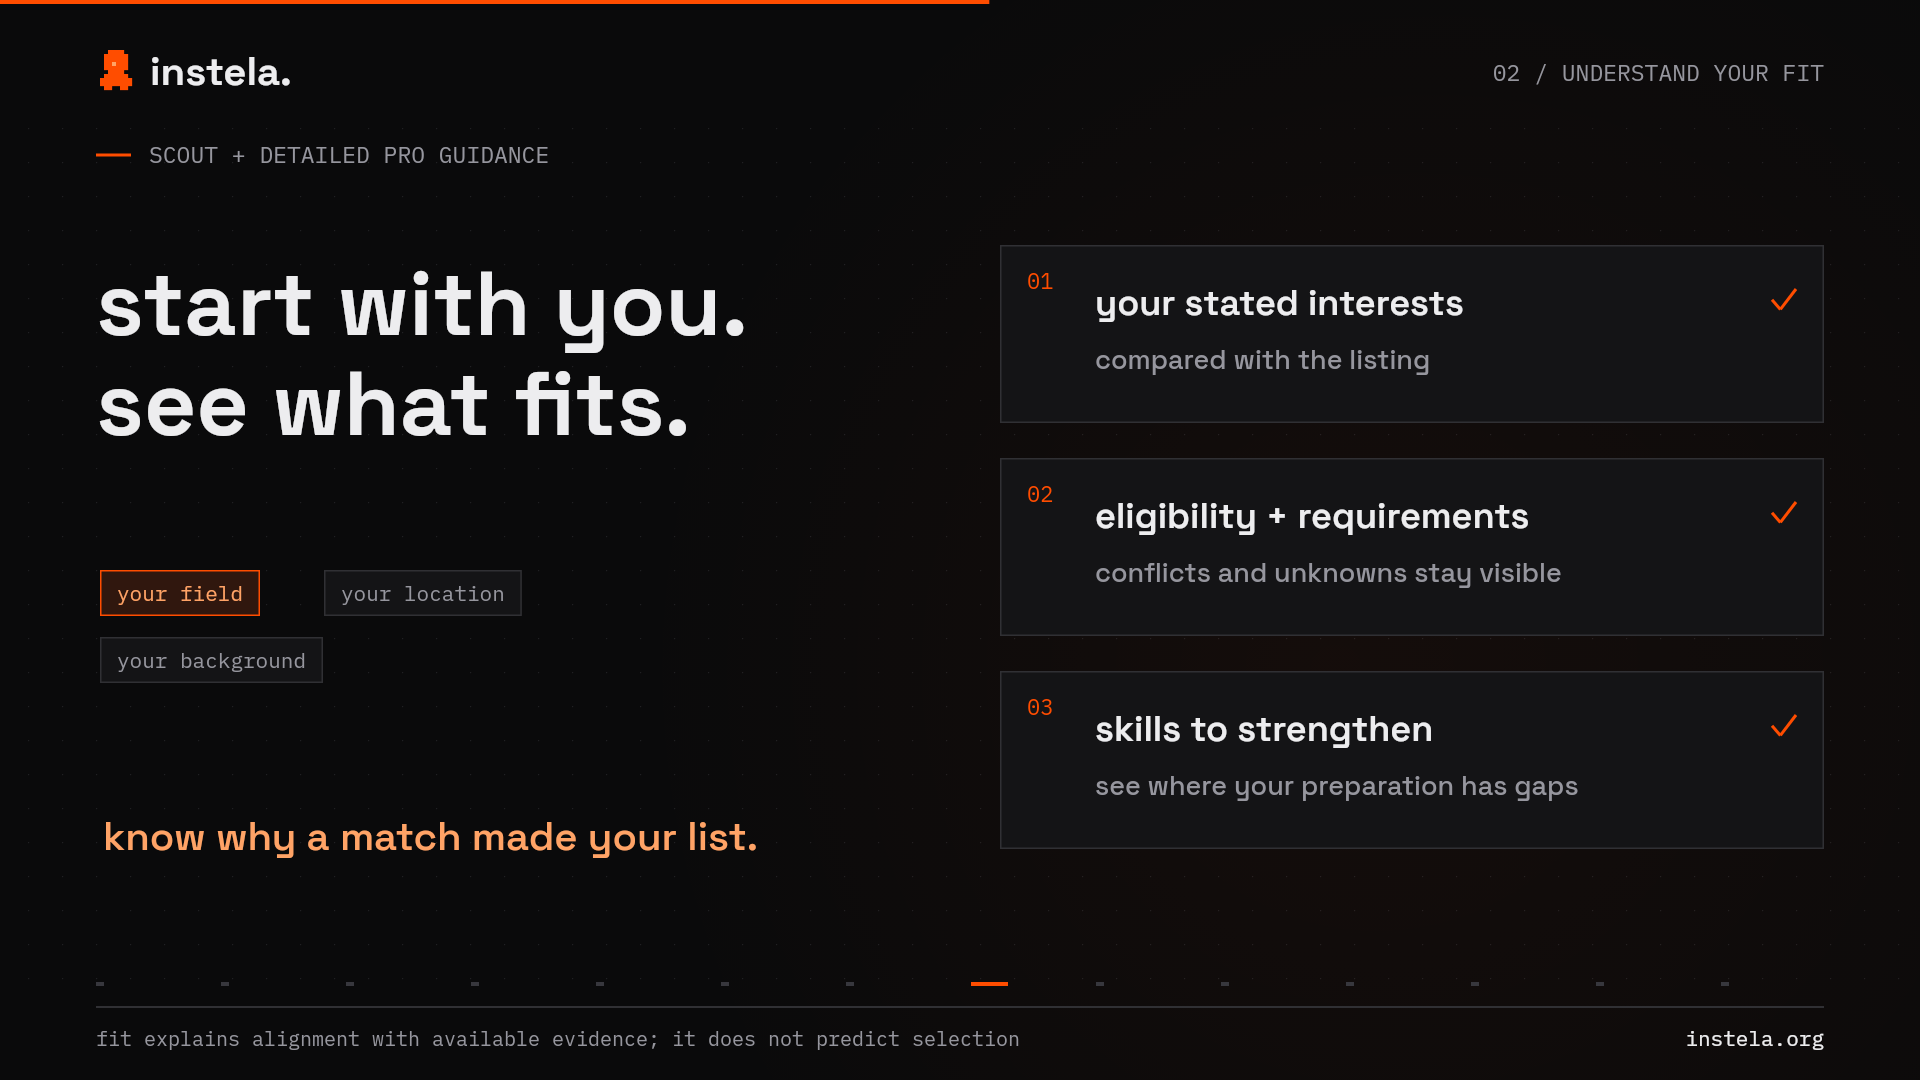 instela.
02 / UNDERSTAND YOUR FIT
SCOUT + DETAILED PRO GUIDANCE
start with you.
see what fits.
your field
your location
your background
know why a match made your list.
01
your stated interests
compared with the listing
02
eligibility + requirements
conflicts and unknowns stay visible
03
skills to strengthen
see where your preparation has gaps
fit explains alignment with available evidence; it does not predict selection
instela.org